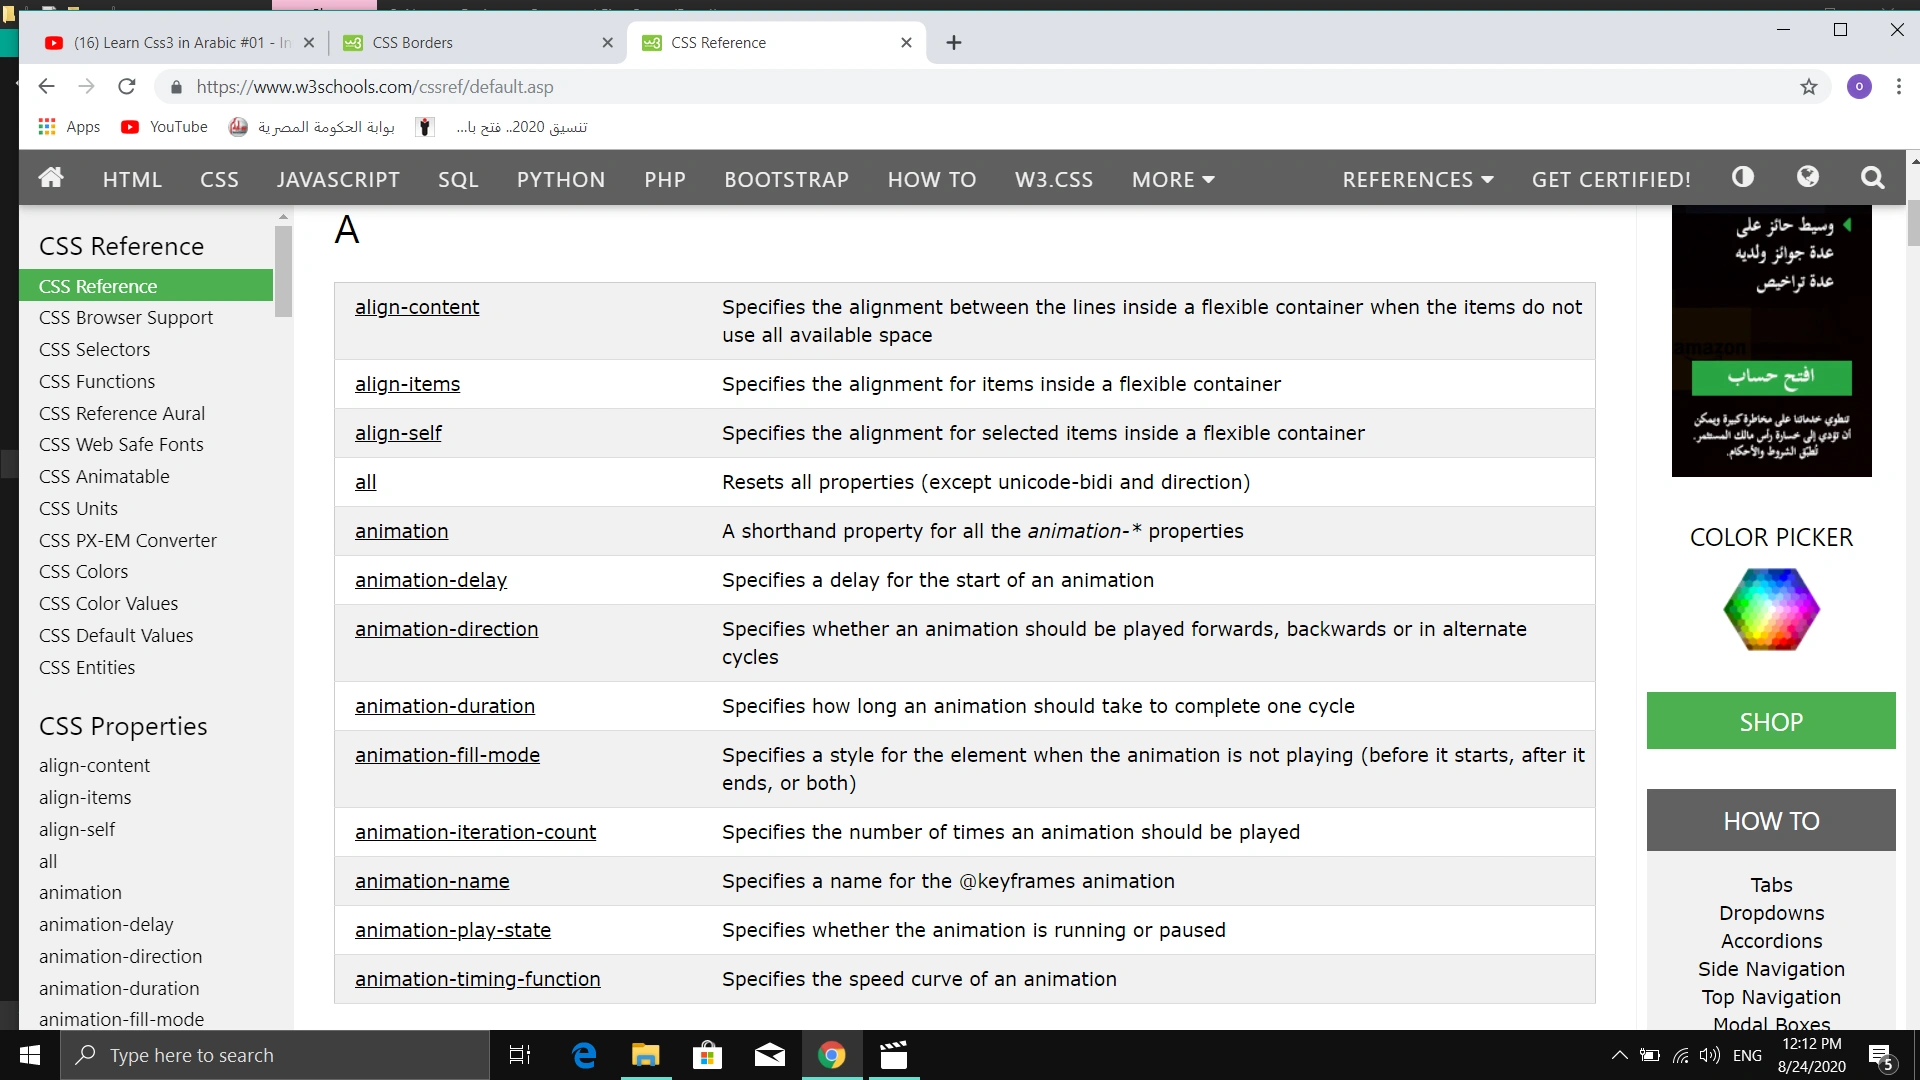 (16) Learn Css3 in Arabic #01 - In
CSS Borders
CSS Reference
https://www.w3schools.com/cssref/default.asp
O
Apps
YouTube
بوابة الحكومة المصرية
تنسيق 2020.. فتح با...
HTML
CSS
JAVASCRIPT
SQL
PYTHON
PHP
BOOTSTRAP
HOW TO
W3.CSS
MORE
REFERENCES
GET CERTIFIED!
CSS Reference
CSS Reference
CSS Browser Support
CSS Selectors
CSS Functions
CSS Reference Aural
CSS Web Safe Fonts
CSS Animatable
CSS Units
CSS PX-EM Converter
CSS Colors
CSS Color Values
CSS Default Values
CSS Entities
CSS Properties
align-content
align-items
align-self
all
animation
animation-delay
animation-direction
animation-duration
animation-fill-mode
A
align-content
Specifies the alignment between the lines inside a flexible container when the items do not
use all available space
align-items
Specifies the alignment for items inside a flexible container
align-self
Specifies the alignment for selected items inside a flexible container
all
Resets all properties (except unicode-bidi and direction)
animation
A shorthand property for all the animation-* properties
animation-delay
Specifies a delay for the start of an animation
animation-direction
Specifies whether an animation should be played forwards, backwards or in alternate
cycles
animation-duration
Specifies how long an animation should take to complete one cycle
animation-fill-mode
Specifies a style for the element when the animation is not playing (before it starts, after it
ends, or both)
animation-iteration-count
Specifies the number of times an animation should be played
animation-name
Specifies a name for the @keyframes animation
animation-play-state
Specifies whether the animation is running or paused
animation-timing-function
Specifies the speed curve of an animation
وسيط حائز على
عدة جوائز ولديه
عدة تراخيص
amazon
افتح حساب
تنطوي خدماتنا على مخاطرة كبيرة ويمكن
أن تؤدي إلى خسارة رأس مالك المستثمر.
تُطبّق الشروط والأحكام.
COLOR PICKER
SHOP
HOW TO
Tabs
Dropdowns
Accordions
Side Navigation
Top Navigation
Modal Boxes
Type here to search
ENG
12:12 PM
8/24/2020
5